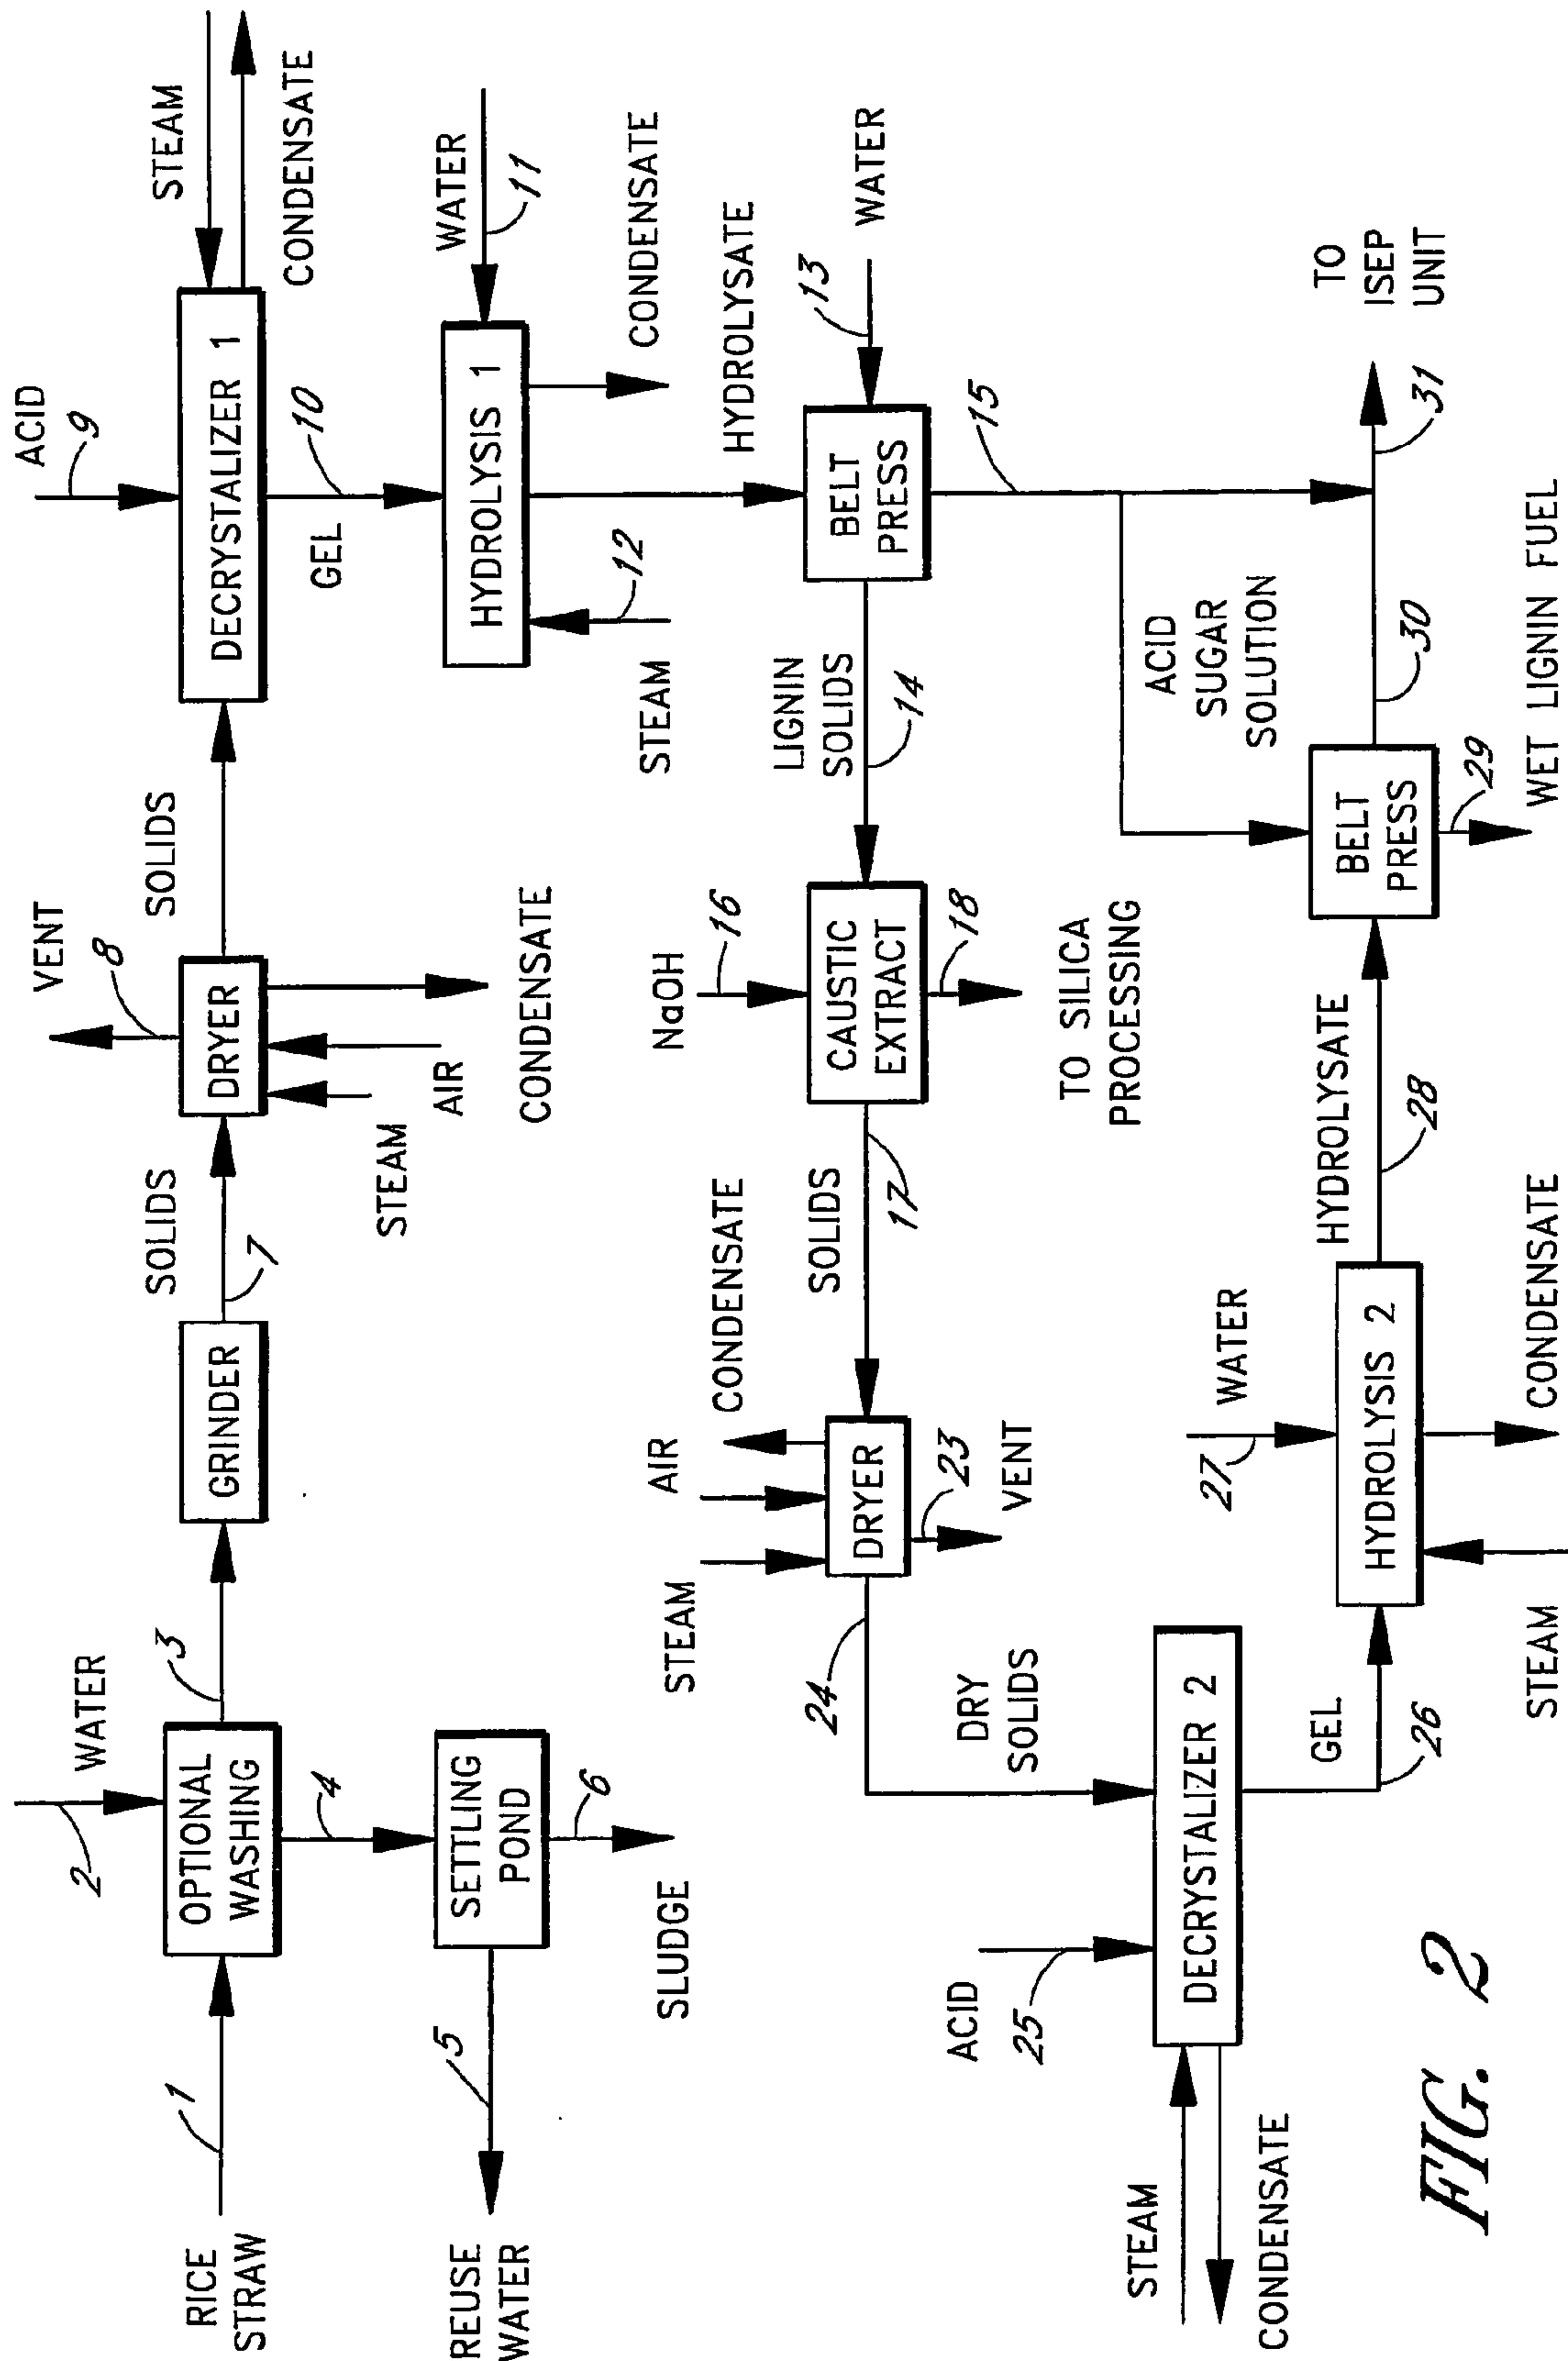 RICE
STRAW
1
2
WATER
OPTIONAL
WASHING
3
4
SETTLING
POND
5
REUSE
WATER
6
SLUDGE
GRINDER
SOLIDS
7
VENT
8
DRYER
STEAM
AIR
CONDENSATE
SOLIDS
ACID
9
DECRYSTALIZER 1
STEAM
CONDENSATE
10
GEL
WATER
11
HYDROLYSIS 1
12
STEAM
CONDENSATE
HYDROLYSATE
13
WATER
BELT
PRESS
LIGNIN
SOLIDS
14
15
NaOH
16
CAUSTIC
EXTRACT
18
TO SILICA
PROCESSING
SOLIDS
17
CONDENSATE
AIR
STEAM
DRYER
23
VENT
24
DRY
SOLIDS
ACID
25
DECRYSTALIZER 2
STEAM
CONDENSATE
GEL
26
WATER
27
HYDROLYSIS 2
STEAM
CONDENSATE
HYDROLYSATE
28
ACID
SUGAR
SOLUTION
BELT
PRESS
29
WET LIGNIN FUEL
30
31
TO
ISEP
UNIT
FIG. 2